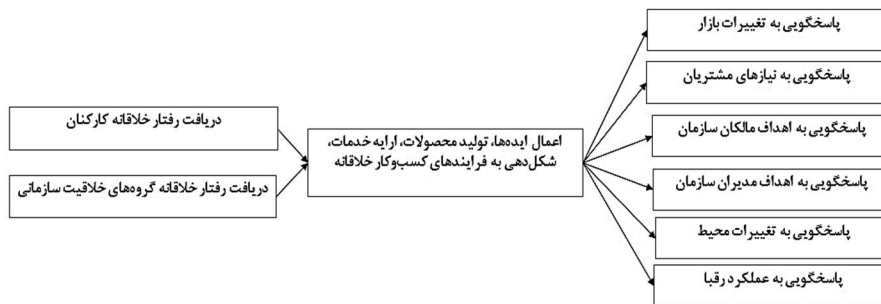 دریافت رفتار خلاقانه کارکنان
دریافت رفتار خلاقانه گروه‌های خلاقیت سازمانی
اعمال ایده‌ها، تولید محصولات، ارایه خدمات،
شکل‌دهی به فرایندهای کسب‌وکار خلاقانه
پاسخگویی به تغییرات بازار
پاسخگویی به نیازهای مشتریان
پاسخگویی به اهداف مالکان سازمان
پاسخگویی به اهداف مدیران سازمان
پاسخگویی به تغییرات محیط
پاسخگویی به عملکرد رقبا